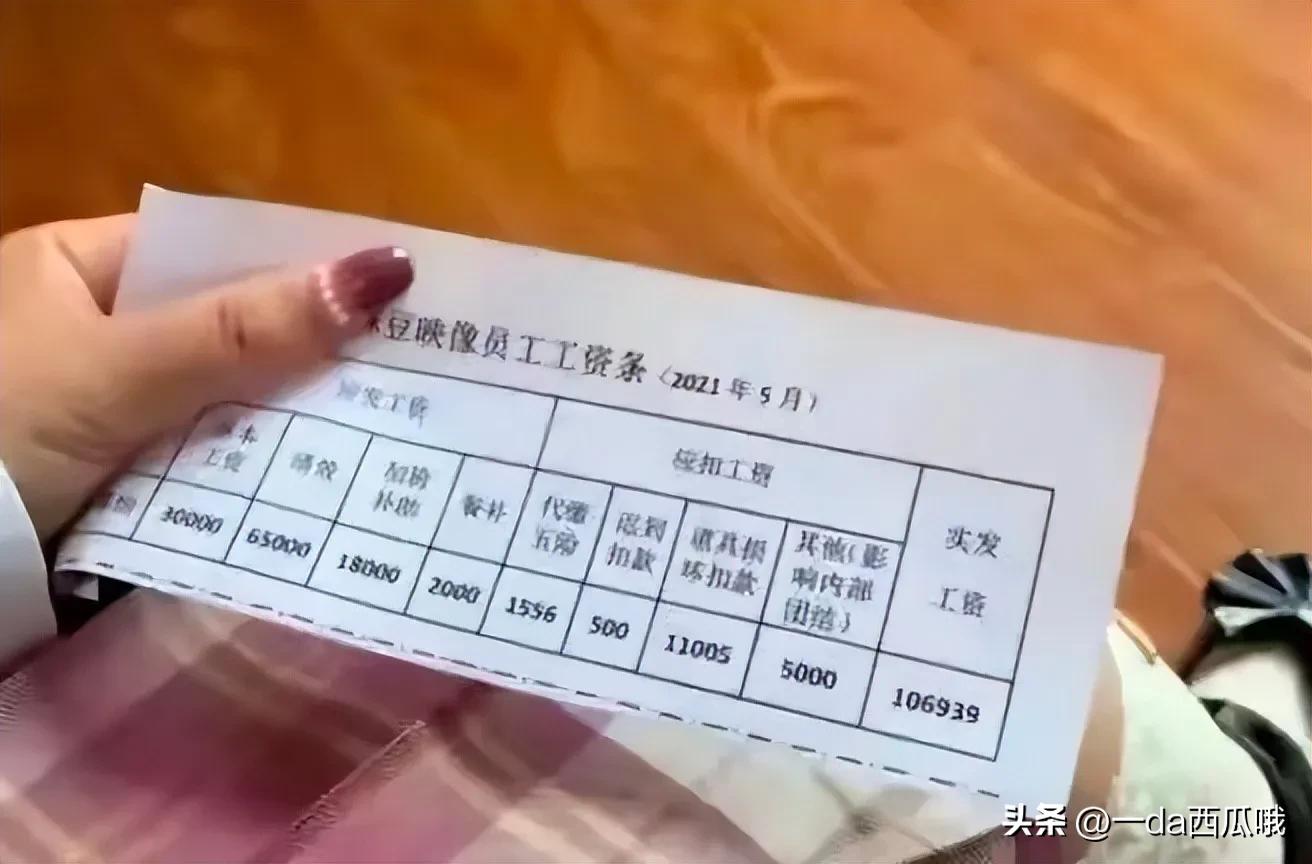 豆映像员工工资条（2021年5月）
应发工资
应扣工资
实发
工资
本
工资
绩效
补助
餐补
代缴
五险
迟到
扣款
道具损
坏扣款
其他（影
响内部
团结）
30000
65000
18000
2000
1556
500
11005
5000
106939
头条 @一da西瓜哦